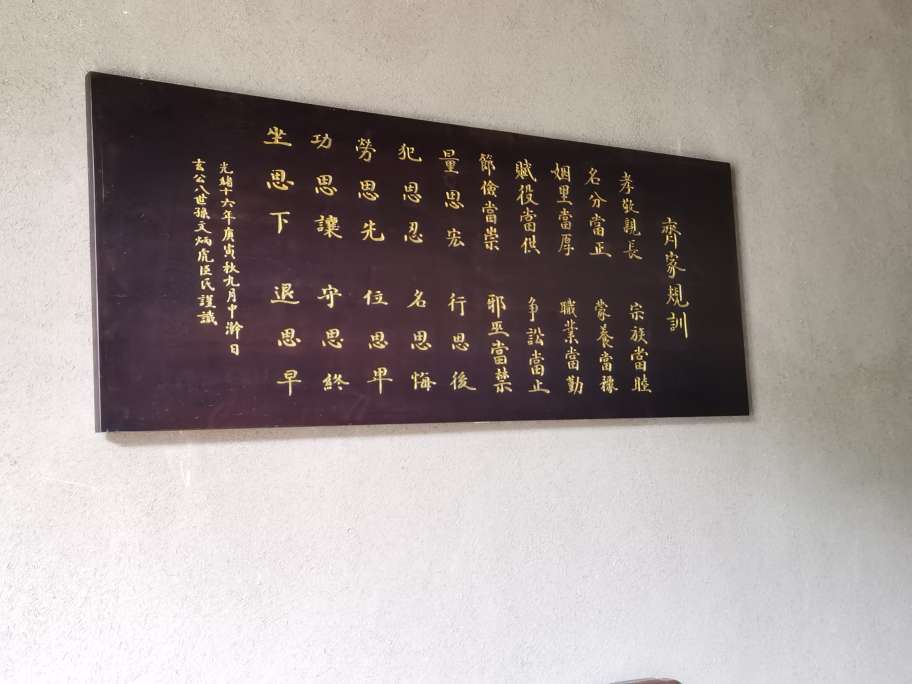 齊家規訓
孝敬親長 宗族當睦
名分當正 蒙養當豫
姻里當厚 職業當勤
賦役當供 爭訟當止
節儉當崇 邪巫當禁
量思宏 行思後
犯思忍 名思悔
勞思先 位思卑
功思讓 守思終
坐思下 退思早
光緒十六年庚寅秋九月中澣日
玄公八世孫文炳虎臣氏謹識